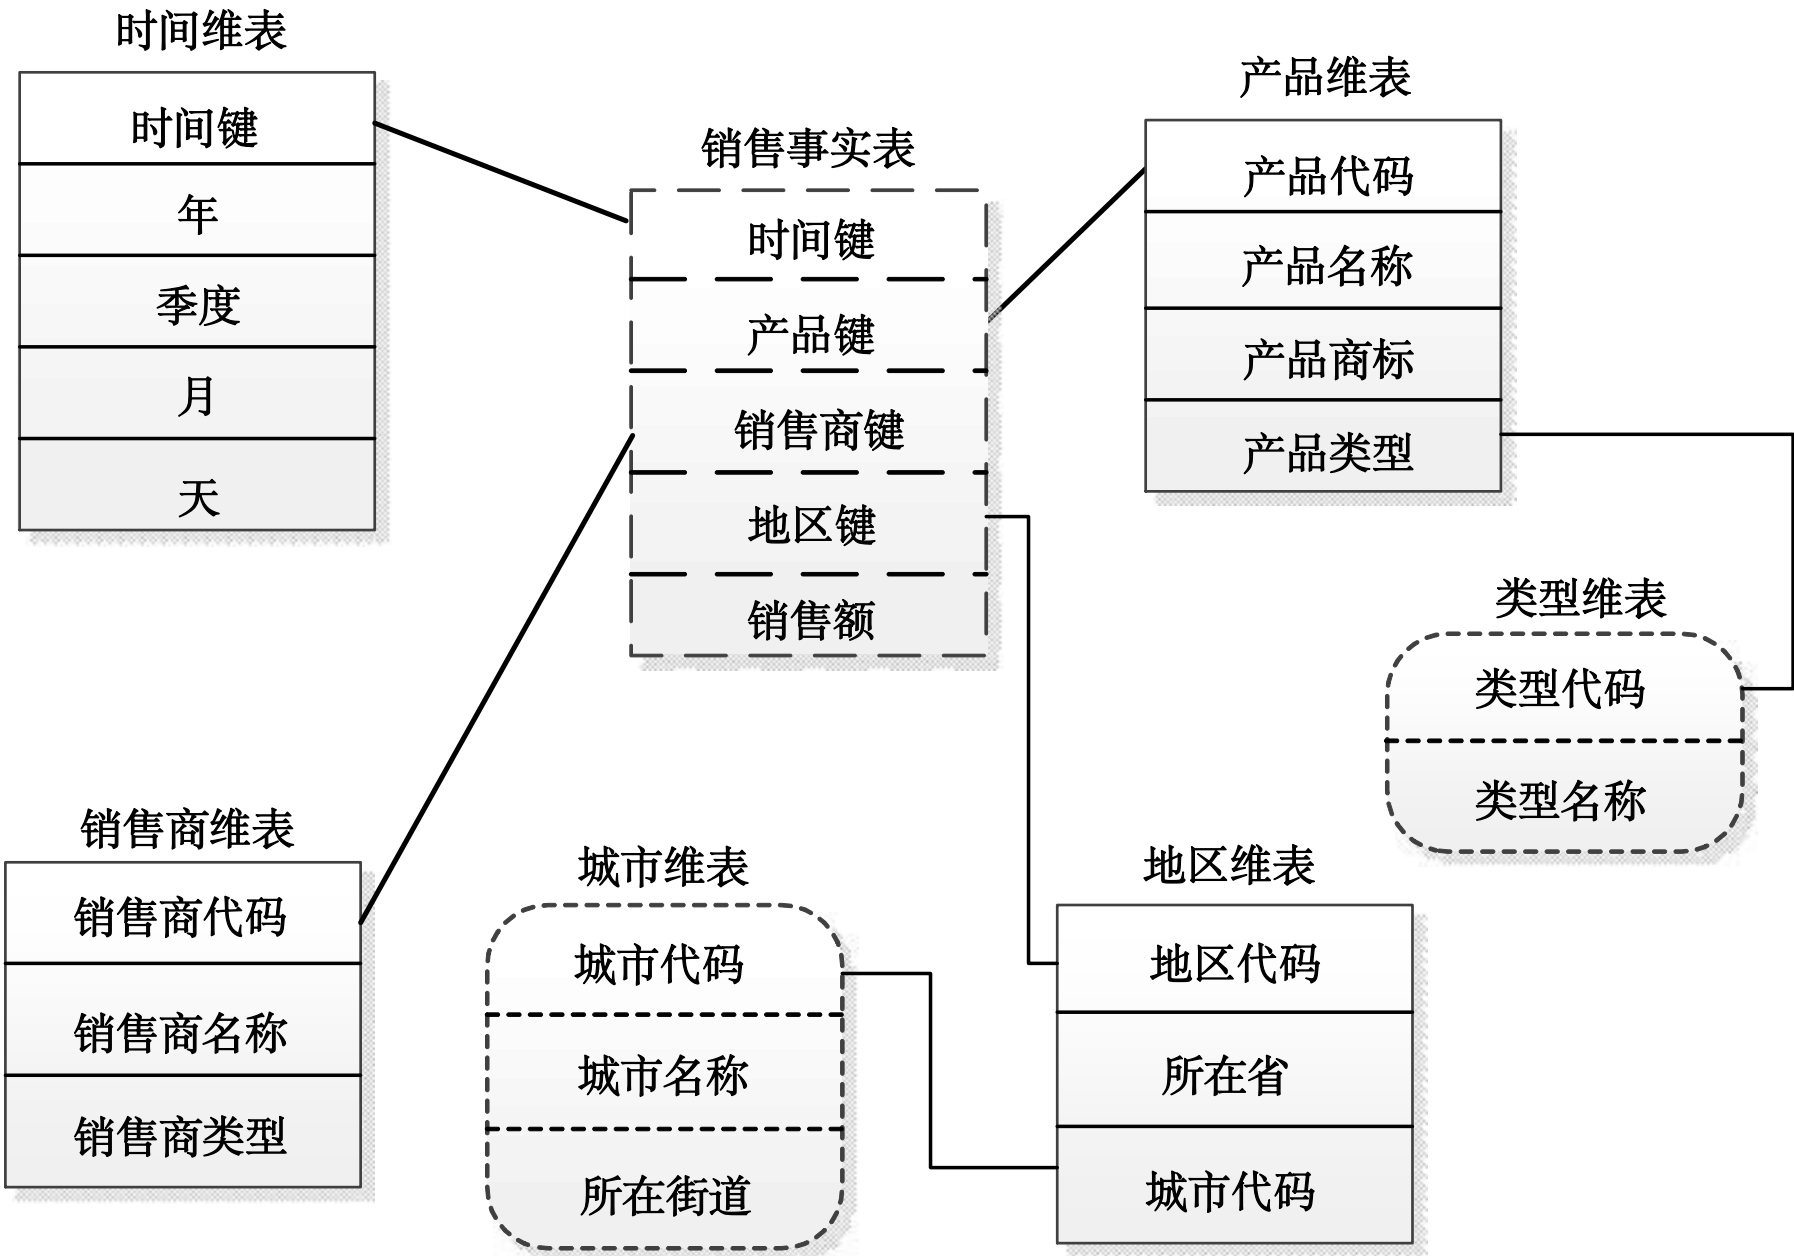 时间维表
时间键
年
季度
月
天
销售事实表
时间键
产品键
销售商键
地区键
销售额
产品维表
产品代码
产品名称
产品商标
产品类型
类型维表
类型代码
类型名称
销售商维表
销售商代码
销售商名称
销售商类型
城市维表
城市代码
城市名称
所在街道
地区维表
地区代码
所在省
城市代码